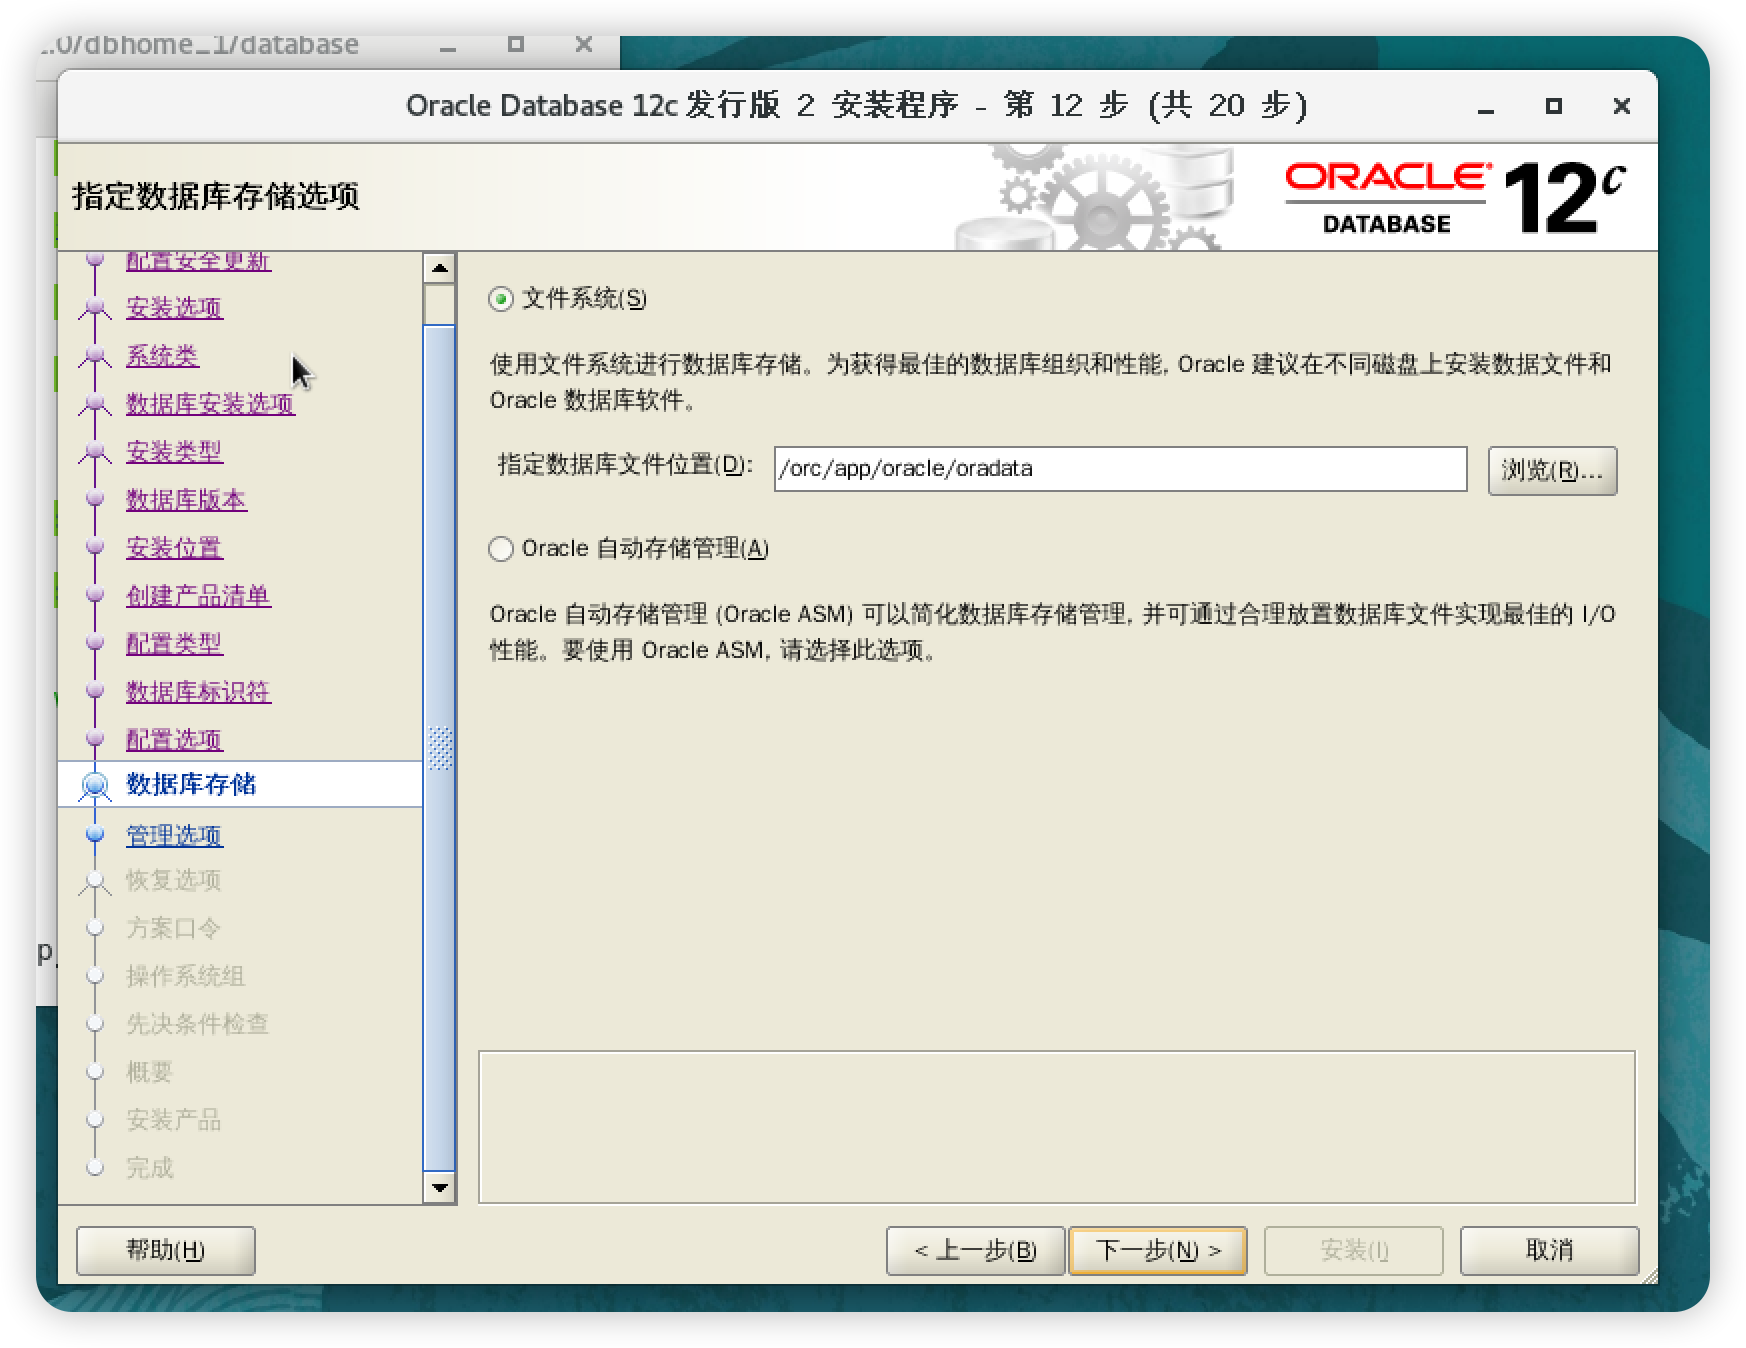 ..0/dbhome_1/database
Oracle Database 12c 发行版 2 安装程序 - 第 12 步 (共 20 步)
指定数据库存储选项
ORACLE
DATABASE
12c
配置安全更新
安装选项
系统类
数据库安装选项
安装类型
数据库版本
安装位置
创建产品清单
配置类型
数据库标识符
配置选项
数据库存储
管理选项
恢复选项
方案口令
操作系统组
先决条件检查
概要
安装产品
完成
文件系统(S)
使用文件系统进行数据库存储。为获得最佳的数据库组织和性能, Oracle 建议在不同磁盘上安装数据文件和
Oracle 数据库软件。
指定数据库文件位置(D):
/orc/app/oracle/oradata
浏览(R)...
Oracle 自动存储管理(A)
Oracle 自动存储管理 (Oracle ASM) 可以简化数据库存储管理, 并可通过合理放置数据库文件实现最佳的 I/O
性能。要使用 Oracle ASM, 请选择此选项。
帮助(H)
< 上一步(B)
下一步(N) >
安装(I)
取消